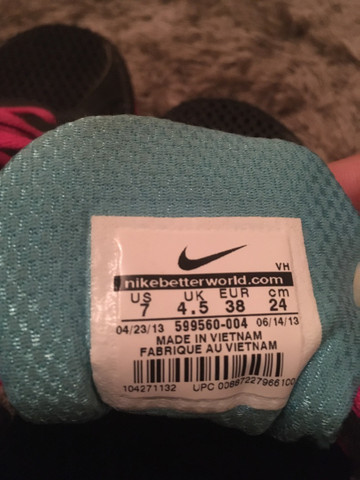 VH
nikebetterworld.com
US UK EUR cm
7 4.5 38 24
04/23/13 599560-004 06/14/13
MADE IN VIETNAM
FABRIQUE AU VIETNAM
104271132 UPC